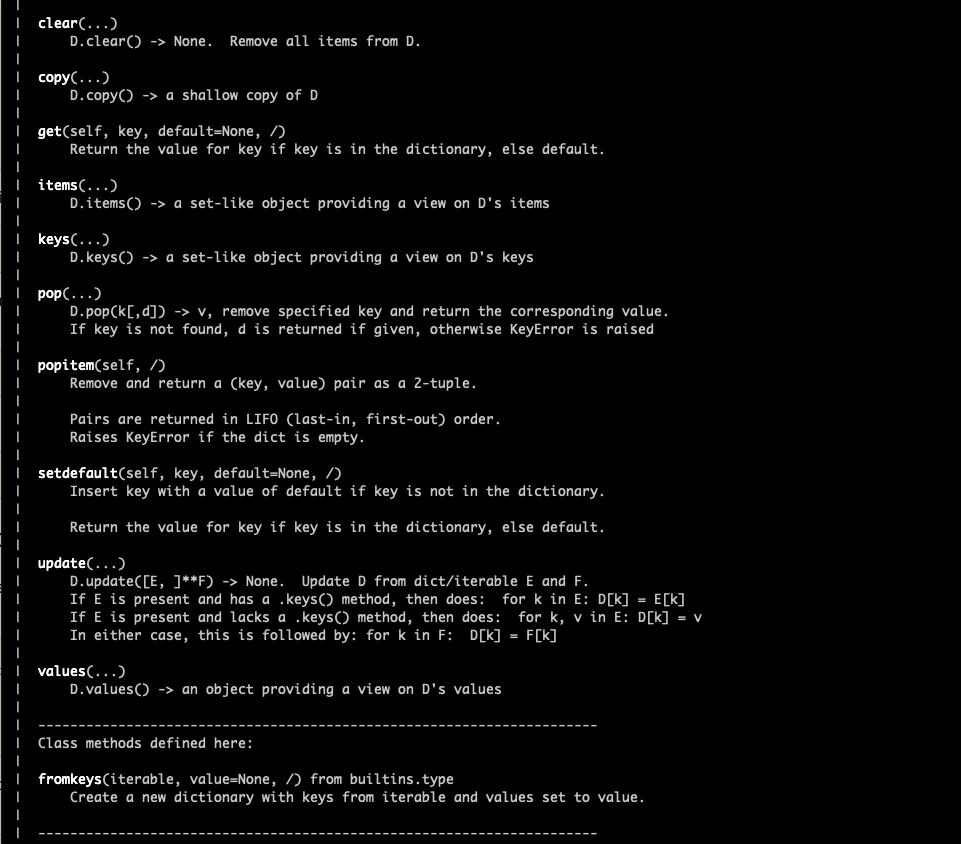 |
| clear(...)
|     D.clear() -> None.  Remove all items from D.
|
| copy(...)
|     D.copy() -> a shallow copy of D
|
| get(self, key, default=None, /)
|     Return the value for key if key is in the dictionary, else default.
|
| items(...)
|     D.items() -> a set-like object providing a view on D's items
|
| keys(...)
|     D.keys() -> a set-like object providing a view on D's keys
|
| pop(...)
|     D.pop(k[,d]) -> v, remove specified key and return the corresponding value.
|     If key is not found, d is returned if given, otherwise KeyError is raised
|
| popitem(self, /)
|     Remove and return a (key, value) pair as a 2-tuple.
|
|     Pairs are returned in LIFO (last-in, first-out) order.
|     Raises KeyError if the dict is empty.
|
| setdefault(self, key, default=None, /)
|     Insert key with a value of default if key is not in the dictionary.
|
|     Return the value for key if key is in the dictionary, else default.
|
| update(...)
|     D.update([E, ]**F) -> None.  Update D from dict/iterable E and F.
|     If E is present and has a .keys() method, then does:  for k in E: D[k] = E[k]
|     If E is present and lacks a .keys() method, then does:  for k, v in E: D[k] = v
|     In either case, this is followed by: for k in F:  D[k] = F[k]
|
| values(...)
|     D.values() -> an object providing a view on D's values
|
| ----------------------------------------------------------------------
| Class methods defined here:
|
| fromkeys(iterable, value=None, /) from builtins.type
|     Create a new dictionary with keys from iterable and values set to value.
|
| ----------------------------------------------------------------------